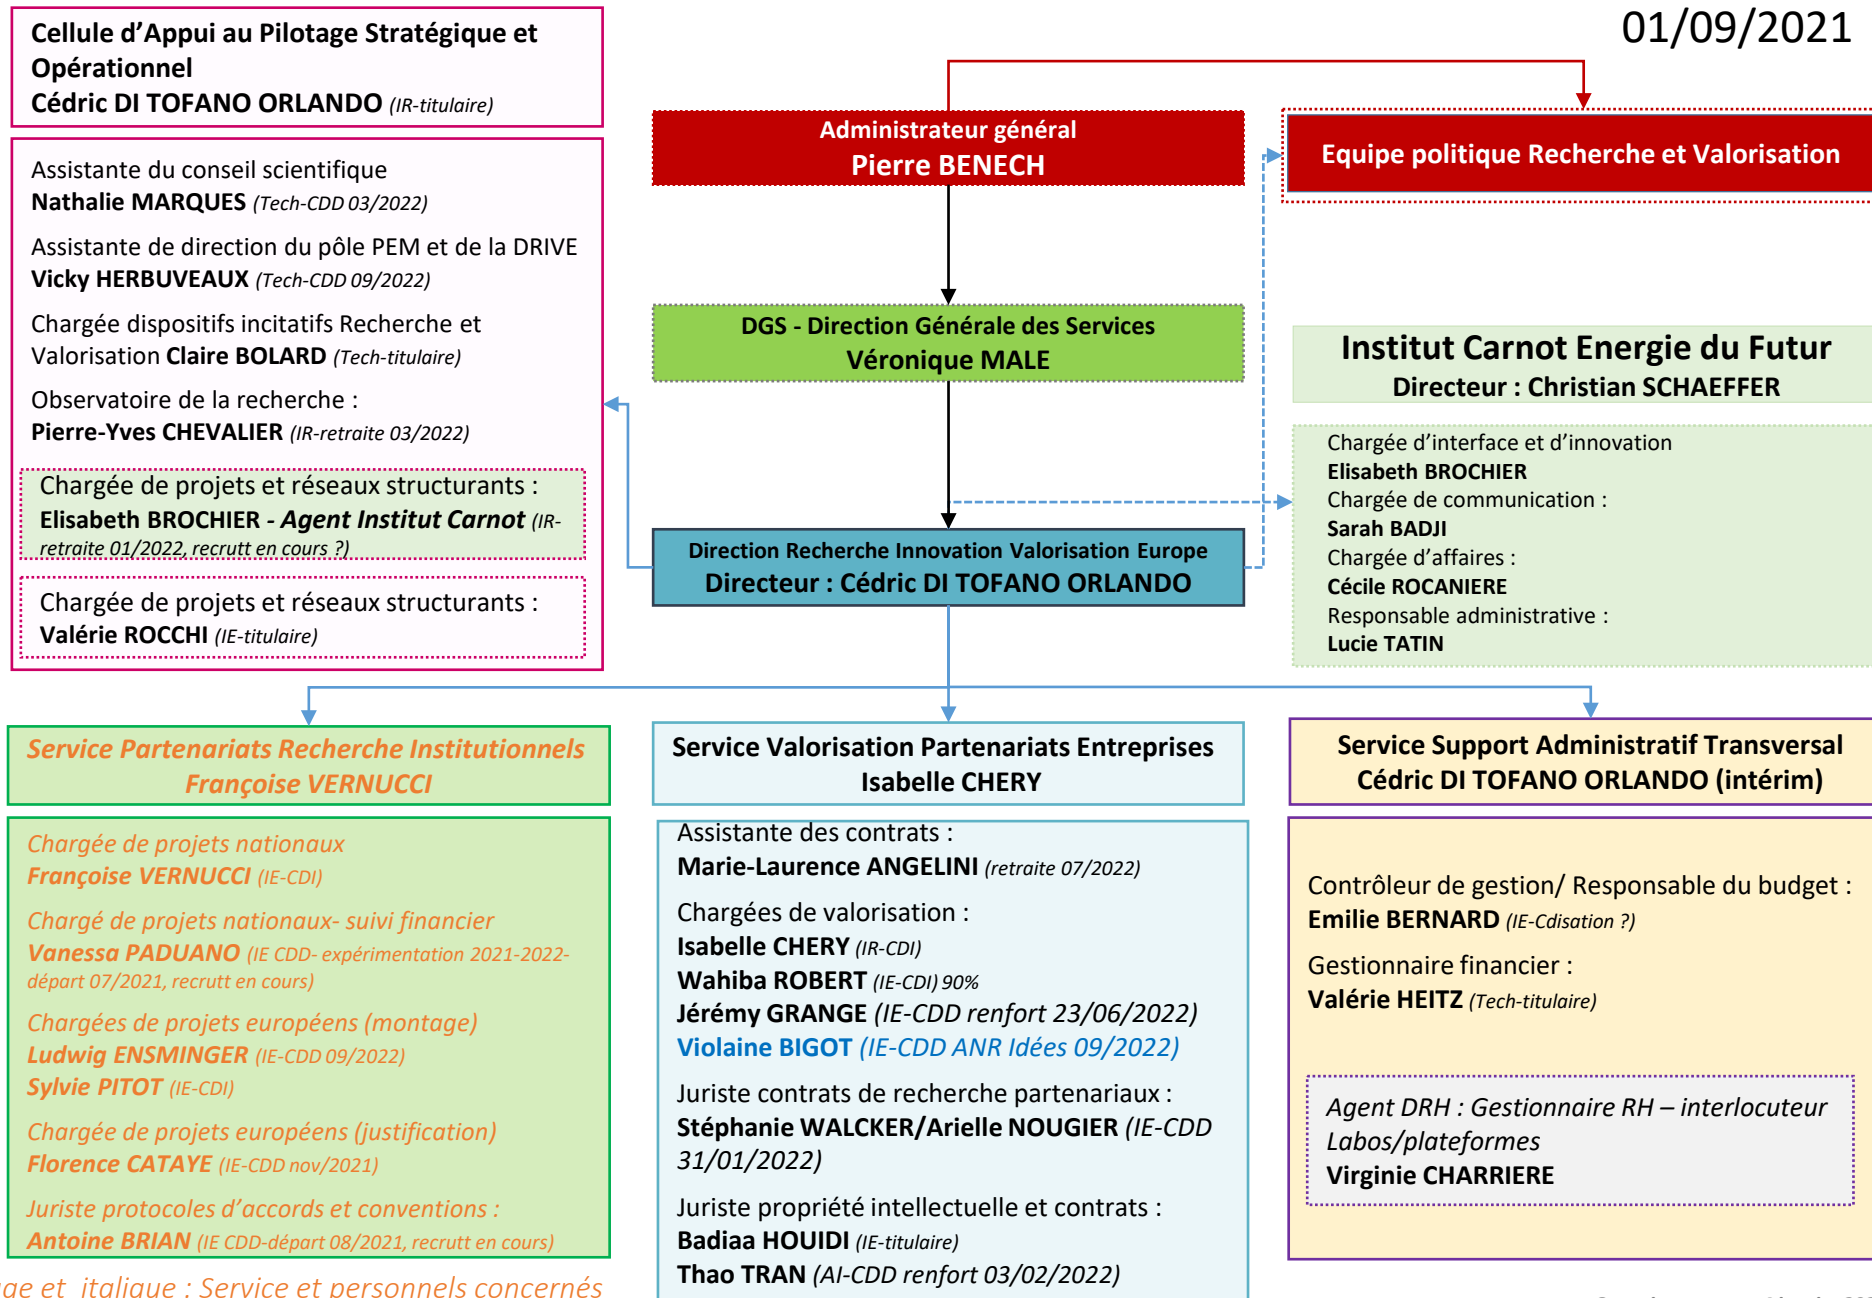 01/09/2021
Cellule d’Appui au Pilotage Stratégique et
Opérationnel
Cédric DI TOFANO ORLANDO (IR-titulaire)
Assistante du conseil scientifique
Nathalie MARQUES (Tech-CDD 03/2022)
Assistante de direction du pôle PEM et de la DRIVE
Vicky HERBUVEAUX (Tech-CDD 09/2022)
Chargée dispositifs incitatifs Recherche et
Valorisation Claire BOLARD (Tech-titulaire)
Observatoire de la recherche :
Pierre-Yves CHEVALIER (IR-retraite 03/2022)
Chargée de projets et réseaux structurants :
Elisabeth BROCHIER - Agent Institut Carnot (IR-
retraite 01/2022, recrutt en cours ?)
Chargée de projets et réseaux structurants :
Valérie ROCCHI (IE-titulaire)
Administrateur général
Pierre BENECH
Equipe politique Recherche et Valorisation
DGS - Direction Générale des Services
Véronique MALE
Institut Carnot Energie du Futur
Directeur : Christian SCHAEFFER
Chargée d’interface et d’innovation
Elisabeth BROCHIER
Chargée de communication :
Sarah BADJI
Chargée d’affaires :
Cécile ROCANIERE
Responsable administrative :
Lucie TATIN
Direction Recherche Innovation Valorisation Europe
Directeur : Cédric DI TOFANO ORLANDO
Service Partenariats Recherche Institutionnels
Françoise VERNUCCI
Chargée de projets nationaux
Françoise VERNUCCI (IE-CDI)
Chargé de projets nationaux- suivi financier
Vanessa PADUANO (IE CDD- expérimentation 2021-2022-
départ 07/2021, recrutt en cours)
Chargées de projets européens (montage)
Ludwig ENSMINGER (IE-CDD 09/2022)
Sylvie PITOT (IE-CDI)
Chargée de projets européens (justification)
Florence CATAYE (IE-CDD nov/2021)
Juriste protocoles d’accords et conventions :
Antoine BRIAN (IE CDD-départ 08/2021, recrutt en cours)
et italique : Service et personnels concernés
Service Valorisation Partenariats Entreprises
Isabelle CHERY
Assistante des contrats :
Marie-Laurence ANGELINI (retraite 07/2022)
Chargées de valorisation :
Isabelle CHERY (IR-CDI)
Wahiba ROBERT (IE-CDI) 90%
Jérémy GRANGE (IE-CDD renfort 23/06/2022)
Violaine BIGOT (IE-CDD ANR Idées 09/2022)
Juriste contrats de recherche partenariaux :
Stéphanie WALCKER/Arielle NOUGIER (IE-CDD
31/01/2022)
Juriste propriété intellectuelle et contrats :
Badiaa HOUIDI (IE-titulaire)
Thao TRAN (AI-CDD renfort 03/02/2022)
Service Support Administratif Transversal
Cédric DI TOFANO ORLANDO (intérim)
Contrôleur de gestion/ Responsable du budget :
Emilie BERNARD (IE-Cdisation ?)
Gestionnaire financier :
Valérie HEITZ (Tech-titulaire)
Agent DRH : Gestionnaire RH – interlocuteur
Labos/plateformes
Virginie CHARRIERE